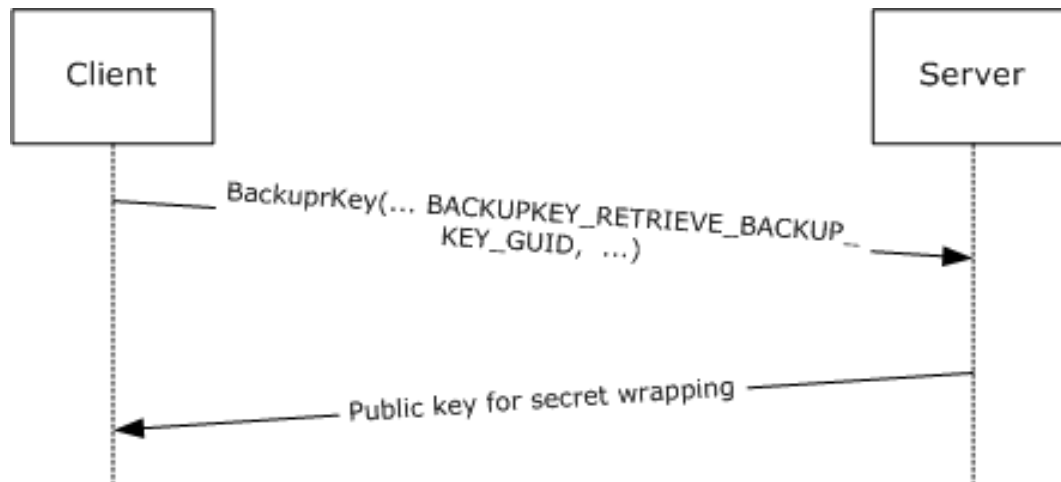 Client
Server
BackuprKey(... BACKUPKEY_RETRIEVE_BACKUP_
KEY_GUID, ...)
Public key for secret wrapping